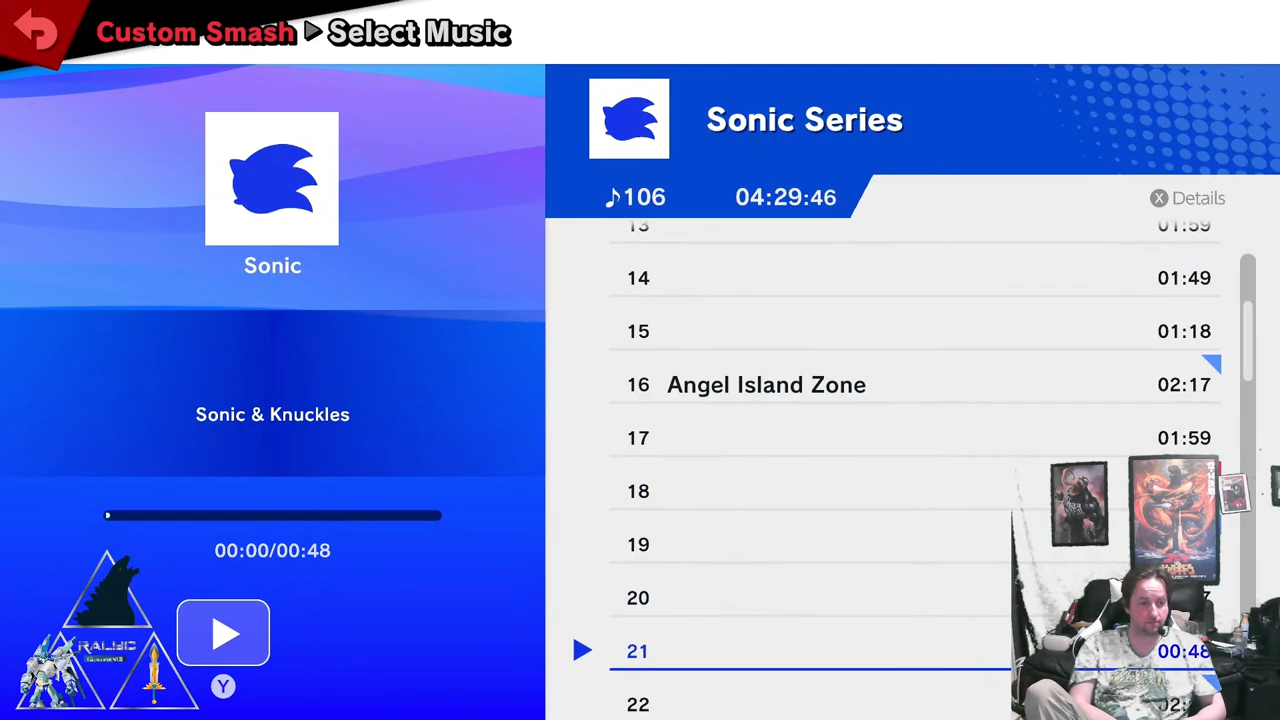 Custom Smash ▶ Select Music
Sonic
Sonic & Knuckles
00:00/00:48
Y
RALHIC
GAMING
Sonic Series
♪106 04:29:46
X Details
13 01:59
14 01:49
15 01:18
16 Angel Island Zone 02:17
17 01:59
18
19
20
21 00:48
22